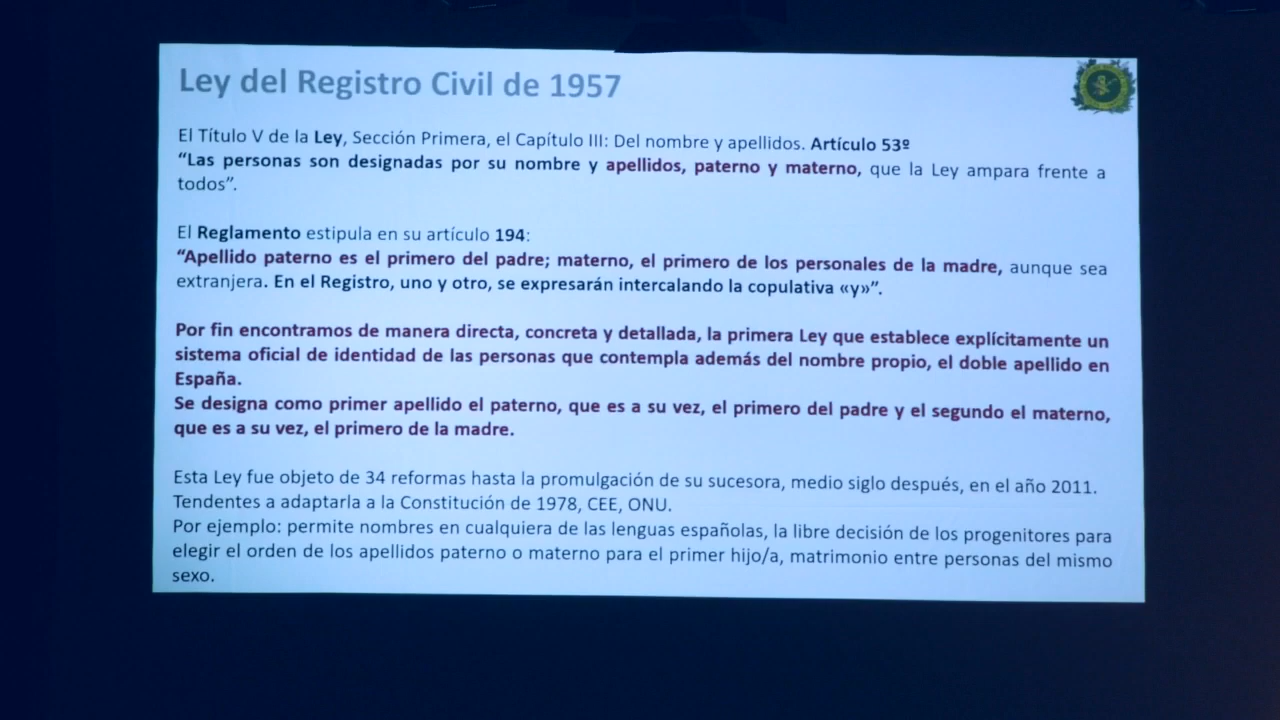 Ley del Registro Civil de 1957
El Título V de la Ley, Sección Primera, el Capítulo III: Del nombre y apellidos. Artículo 53º
“Las personas son designadas por su nombre y apellidos, paterno y materno, que la Ley ampara frente a
todos”.
El Reglamento estipula en su artículo 194:
“Apellido paterno es el primero del padre; materno, el primero de los personales de la madre, aunque sea
extranjera. En el Registro, uno y otro, se expresarán intercalando la copulativa «y»”.
Por fin encontramos de manera directa, concreta y detallada, la primera Ley que establece explícitamente un
sistema oficial de identidad de las personas que contempla además del nombre propio, el doble apellido en
España.
Se designa como primer apellido el paterno, que es a su vez, el primero del padre y el segundo el materno,
que es a su vez, el primero de la madre.
Esta Ley fue objeto de 34 reformas hasta la promulgación de su sucesora, medio siglo después, en el año 2011.
Tendentes a adaptarla a la Constitución de 1978, CEE, ONU.
Por ejemplo: permite nombres en cualquiera de las lenguas españolas, la libre decisión de los progenitores para
elegir el orden de los apellidos paterno o materno para el primer hijo/a, matrimonio entre personas del mismo
sexo.